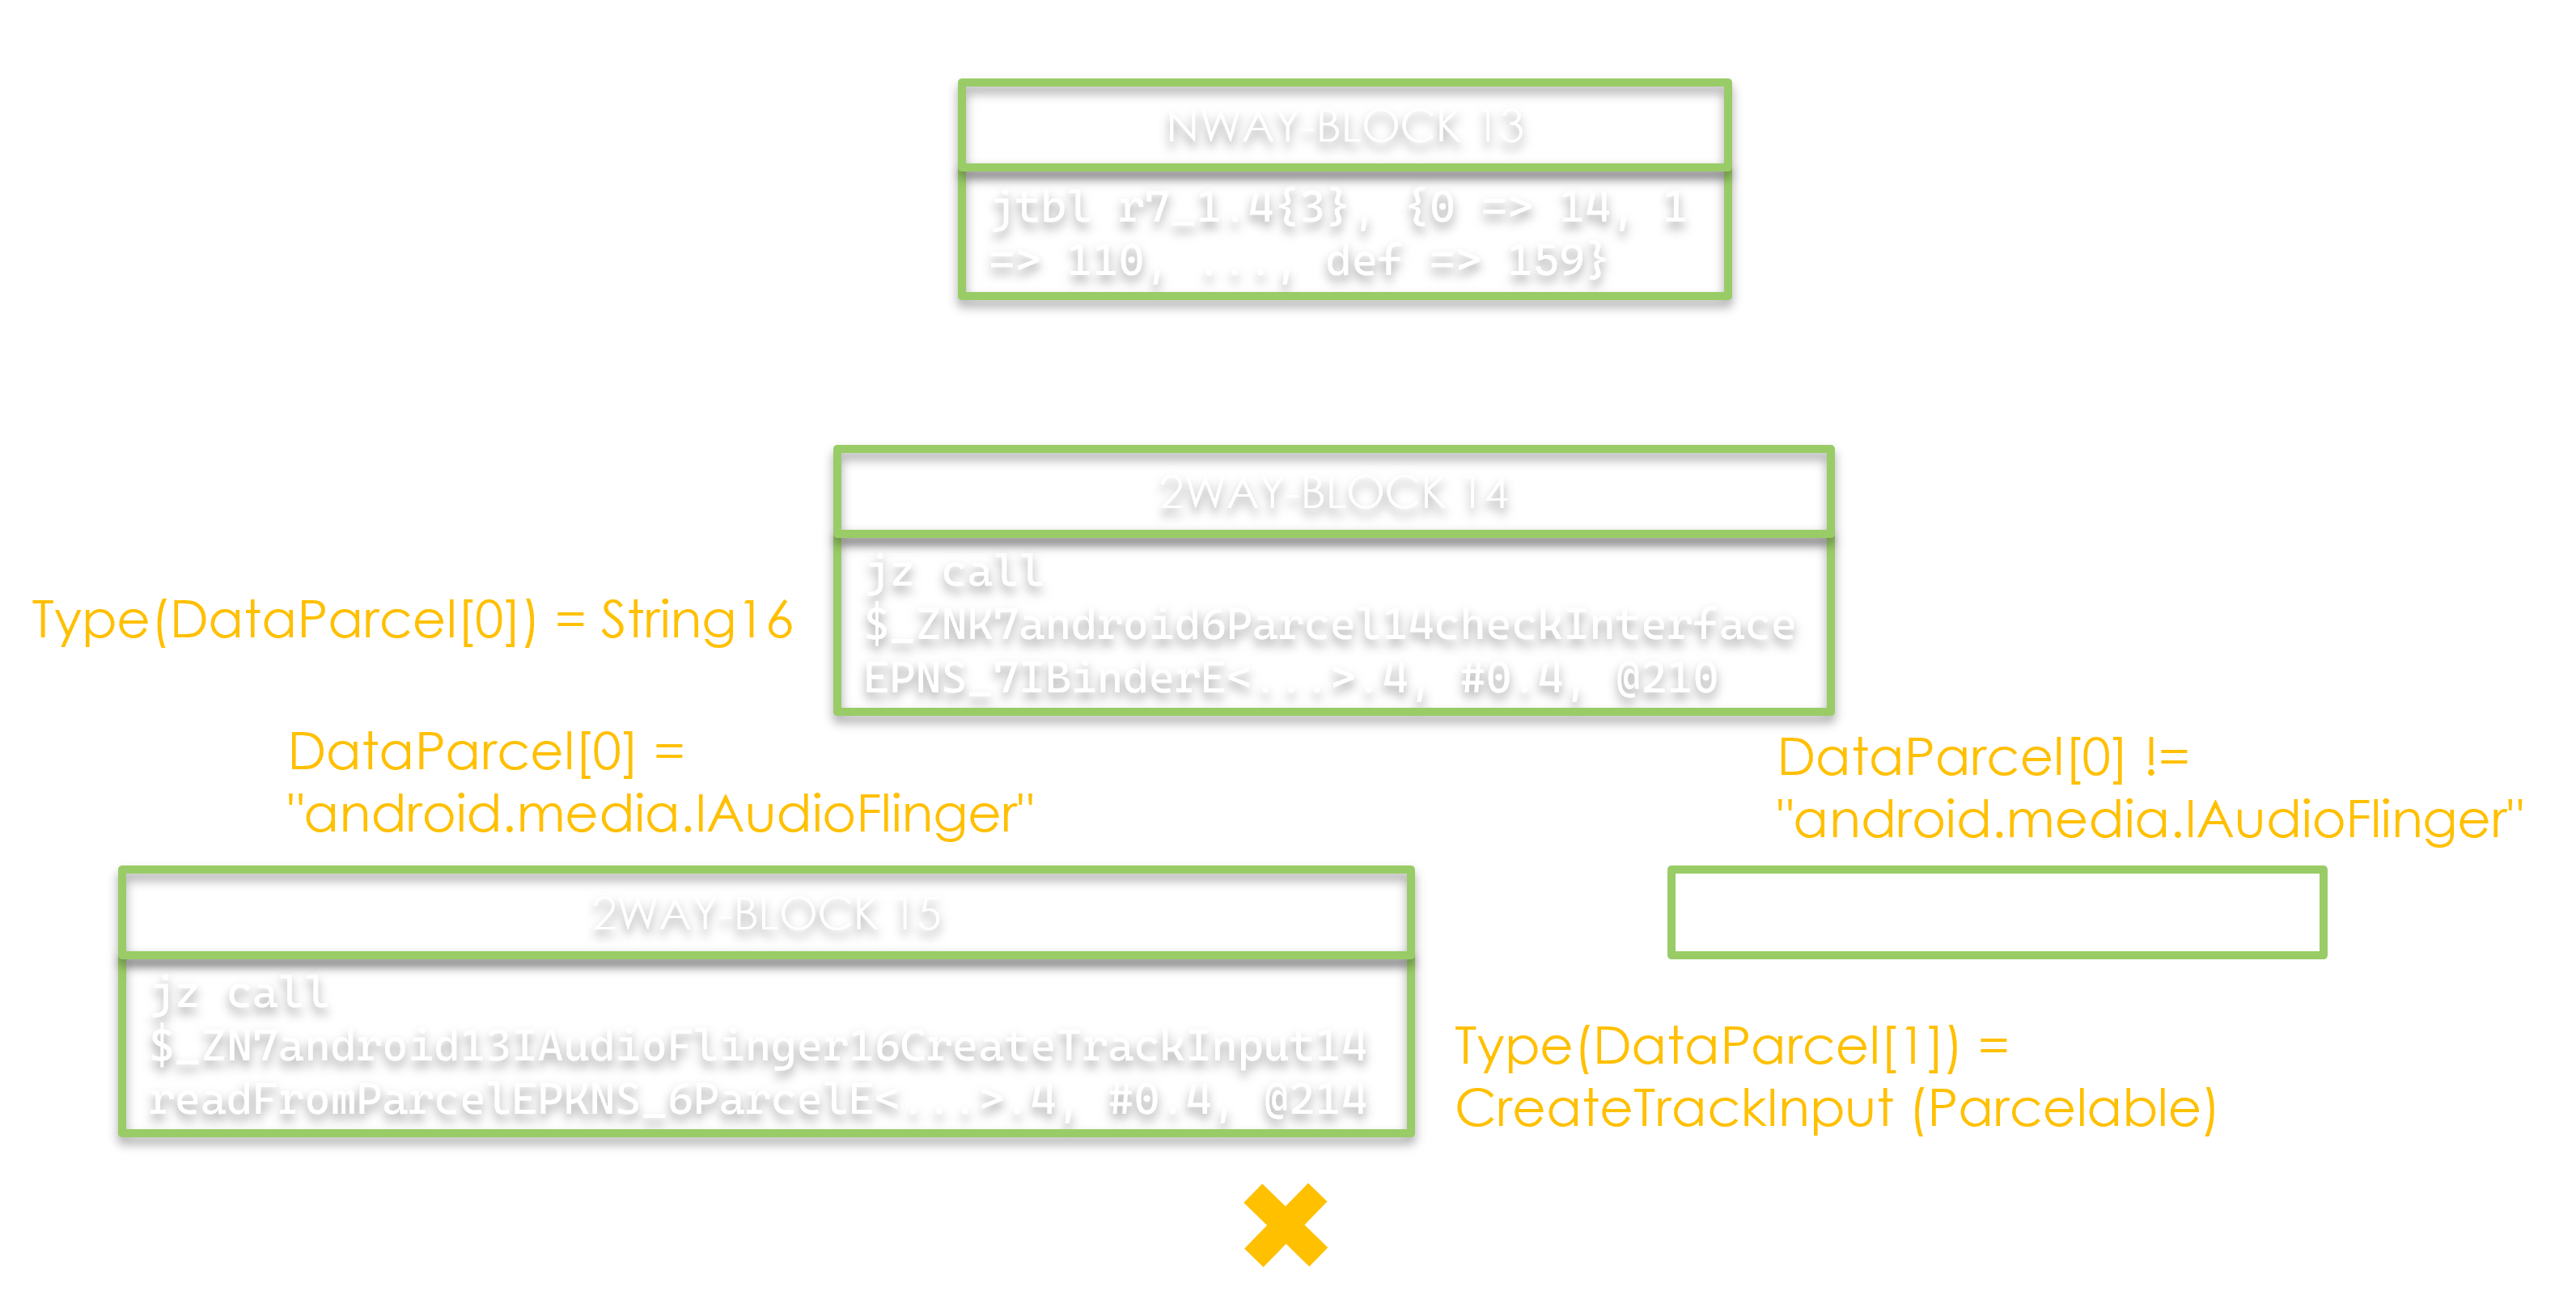 NWAY-BLOCK 13
jtbl r7_1.4{3}, {0 => 14, 1
=> 110, ..., def => 159}
2WAY-BLOCK 14
jz call
$_ZNK7android6Parcel14checkInterface
EPNS_7IBinderE<...>.4, #0.4, @210
Type(DataParcel[0]) = String16
DataParcel[0] =
"android.media.IAudioFlinger"
DataParcel[0] !=
"android.media.IAudioFlinger"
2WAY-BLOCK 15
jz call
$_ZN7android13IAudioFlinger16CreateTrackInput14
readFromParcelEPKNS_6ParcelE<...>.4, #0.4, @214
Type(DataParcel[1]) =
CreateTrackInput (Parcelable)